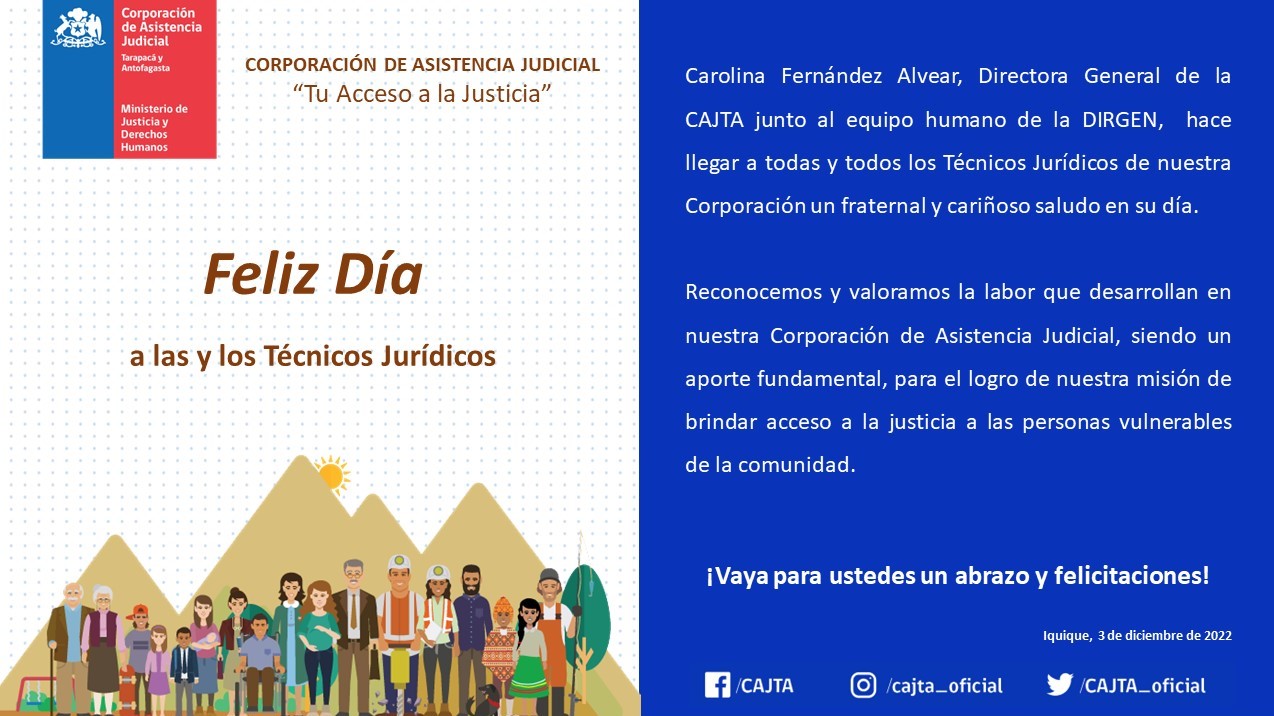 Corporación
de Asistencia
Judicial
Tarapacá y
Antofagasta
Ministerio de
Justicia y
Derechos
Humanos
CORPORACIÓN DE ASISTENCIA JUDICIAL
“Tu Acceso a la Justicia”
Feliz Día
a las y los Técnicos Jurídicos
Carolina Fernández Alvear, Directora General de la
CAJTA junto al equipo humano de la DIRGEN, hace
llegar a todas y todos los Técnicos Jurídicos de nuestra
Corporación un fraternal y cariñoso saludo en su día.
Reconocemos y valoramos la labor que desarrollan en
nuestra Corporación de Asistencia Judicial, siendo un
aporte fundamental, para el logro de nuestra misión de
brindar acceso a la justicia a las personas vulnerables
de la comunidad.
¡Vaya para ustedes un abrazo y felicitaciones!
Iquique, 3 de diciembre de 2022
/CAJTA /cajta_oficial /CAJTA_oficial